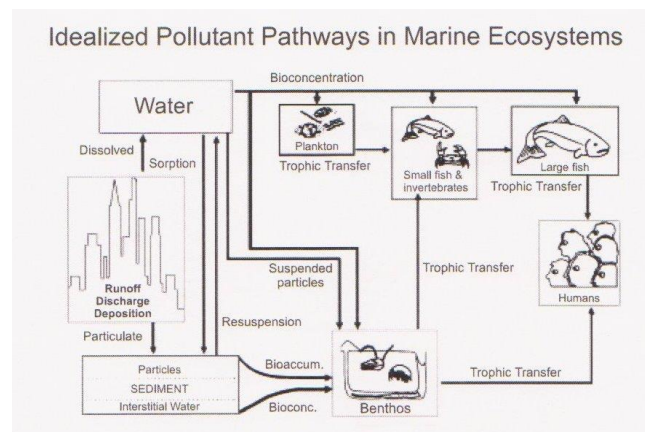 Idealized Pollutant Pathways in Marine Ecosystems
Bioconcentration
Water
Plankton
Dissolved
Sorption
Trophic Transfer
Small fish &
invertebrates
Large fish
Trophic Transfer
Runoff
Discharge
Deposition
Suspended
particles
Trophic Transfer
Humans
Particulate
Resuspension
Particles
SEDIMENT
Interstitial Water
Bioaccum.
Bioconc.
Benthos
Trophic Transfer